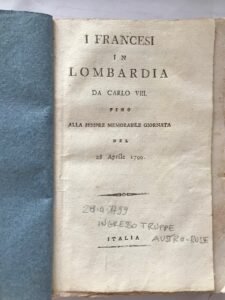 I FRANCESI
IN
LOMBARDIA
DA CARLO VIII.
FINO
ALLA SEMPRE MEMORABILE GIORNATA
DEL
28 Aprile 1799.
28-4-1799
INGRESSO TRUPPE
AUSTRO-RUSSE
ITALIA